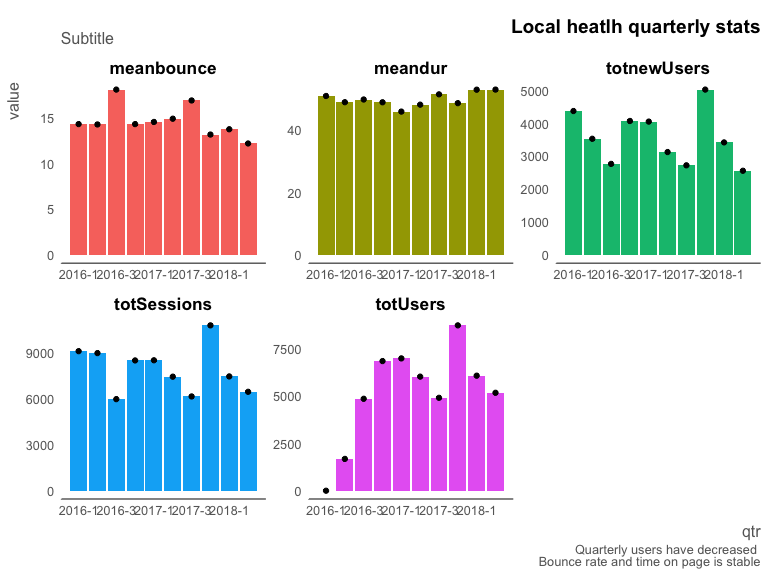 Local heatlh quarterly stats
Subtitle
value
meanbounce
15
10
5
0
2016-1 2016-3 2017-1 2017-3 2018-1
meandur
40
20
0
2016-1 2016-3 2017-1 2017-3 2018-1
totnewUsers
5000
4000
3000
2000
1000
0
2016-1 2016-3 2017-1 2017-3 2018-1
totSessions
9000
6000
3000
0
2016-1 2016-3 2017-1 2017-3 2018-1
totUsers
7500
5000
2500
0
2016-1 2016-3 2017-1 2017-3 2018-1
qtr
Quarterly users have decreased
Bounce rate and time on page is stable